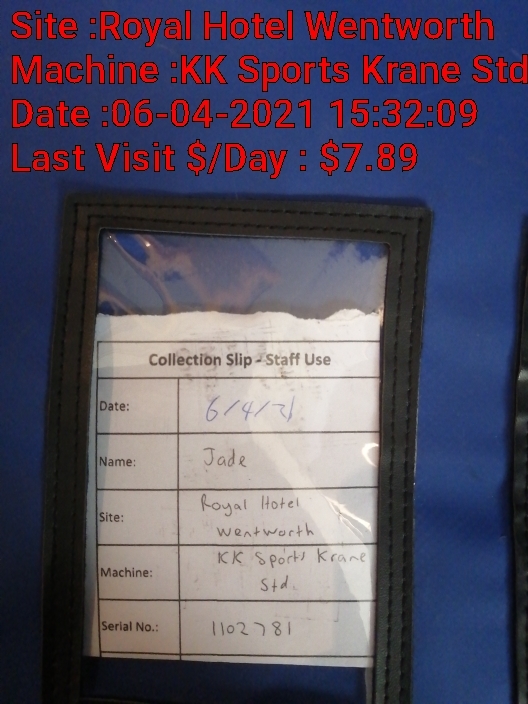 Site :Royal Hotel Wentworth
Machine :KK Sports Krane Std
Date :06-04-2021 15:32:09
Last Visit $/Day : $7.89
Collection Slip - Staff Use
Date: 6/4/21
Name: Jade
Site: Royal Hotel
Wentworth
Machine: KK Sports Krane
Std.
Serial No.: 1102781